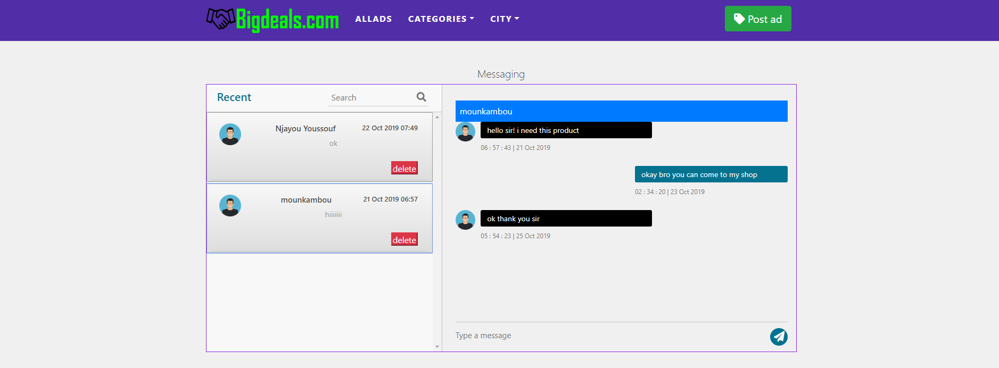 Bigdeals.com ALLADS CATEGORIES CITY Post ad
Messaging
Recent Search
Njayou Youssouf 22 Oct 2019 07:49
ok
delete
mounkambou 21 Oct 2019 06:57
hiiiiiii
delete
mounkambou
hello sir! i need this product
06 : 57 : 43 | 21 Oct 2019
okay bro you can come to my shop
02 : 34 : 20 | 23 Oct 2019
ok thank you sir
05 : 54 : 23 | 25 Oct 2019
Type a message